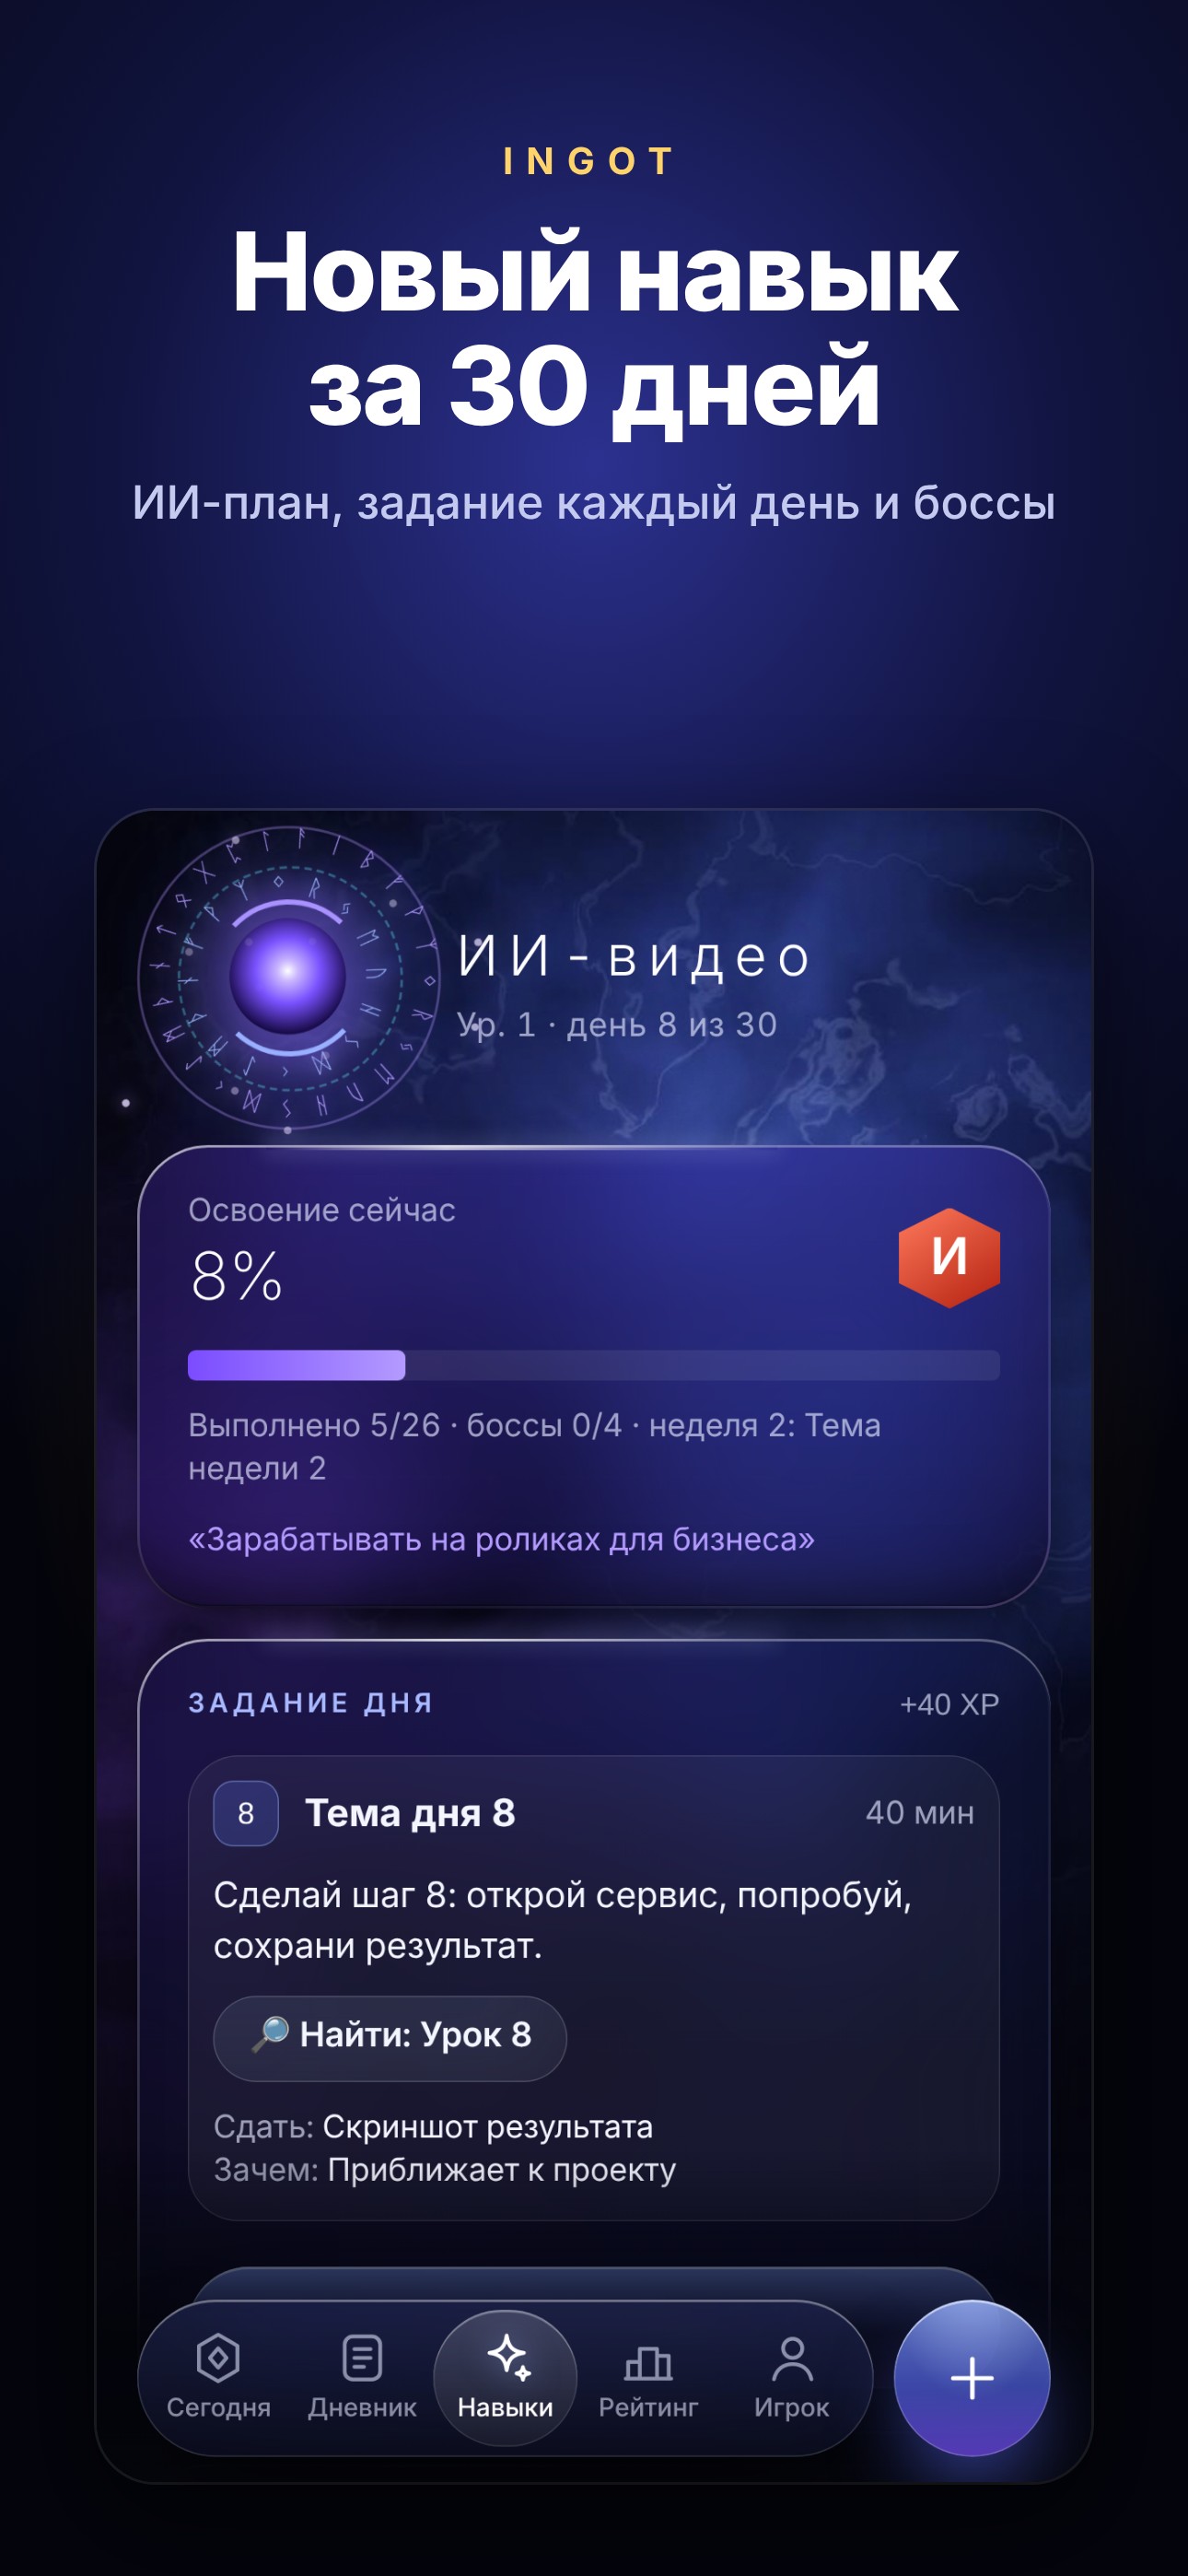 INGOT
Новый навык
за 30 дней
ИИ-план, задание каждый день и боссы
ИИ-видео
Ур. 1 · день 8 из 30
Освоение сейчас
8%
И
Выполнено 5/26 · боссы 0/4 · неделя 2: Тема
недели 2
«Зарабатывать на роликах для бизнеса»
ЗАДАНИЕ ДНЯ
+40 XP
8
Тема дня 8
40 мин
Сделай шаг 8: открой сервис, попробуй,
сохрани результат.
🔎 Найти: Урок 8
Сдать: Скриншот результата
Зачем: Приближает к проекту
Сегодня
Дневник
Навыки
Рейтинг
Игрок